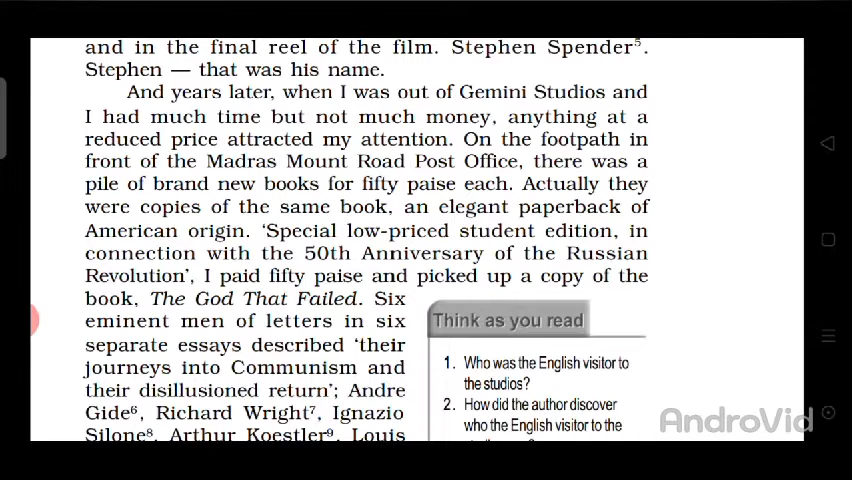 and in the final reel of the film. Stephen Spender⁵.
Stephen — that was his name.
And years later, when I was out of Gemini Studios and
I had much time but not much money, anything at a
reduced price attracted my attention. On the footpath in
front of the Madras Mount Road Post Office, there was a
pile of brand new books for fifty paise each. Actually they
were copies of the same book, an elegant paperback of
American origin. ‘Special low-priced student edition, in
connection with the 50th Anniversary of the Russian
Revolution’, I paid fifty paise and picked up a copy of the
book, The God That Failed. Six
eminent men of letters in six
separate essays described ‘their
journeys into Communism and
their disillusioned return’; Andre
Gide⁶, Richard Wright⁷, Ignazio
Silone⁸, Arthur Koestler⁹, Louis
Think as you read
1. Who was the English visitor to
the studios?
2. How did the author discover
who the English visitor to the
AndroVid